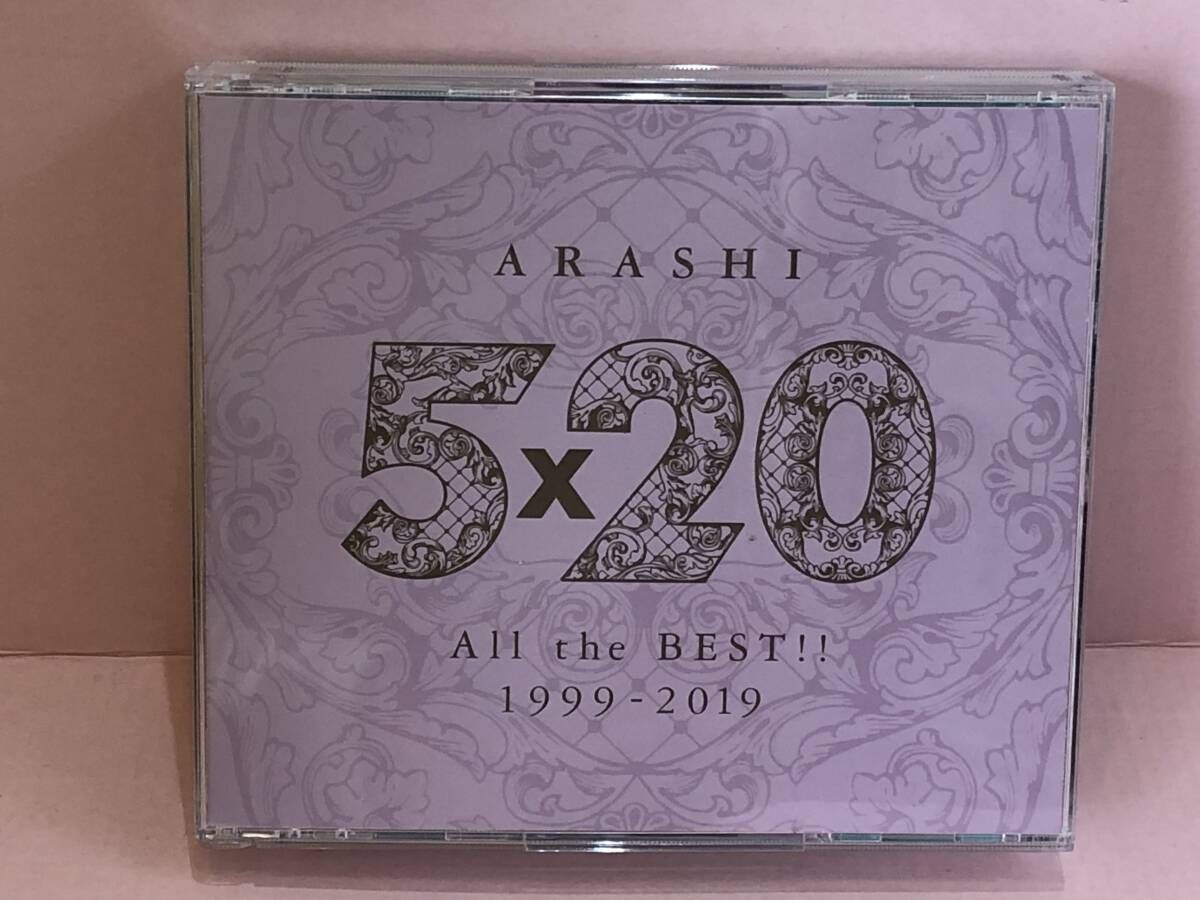 ARASHI
5x20
All the BEST!!
1999-2019